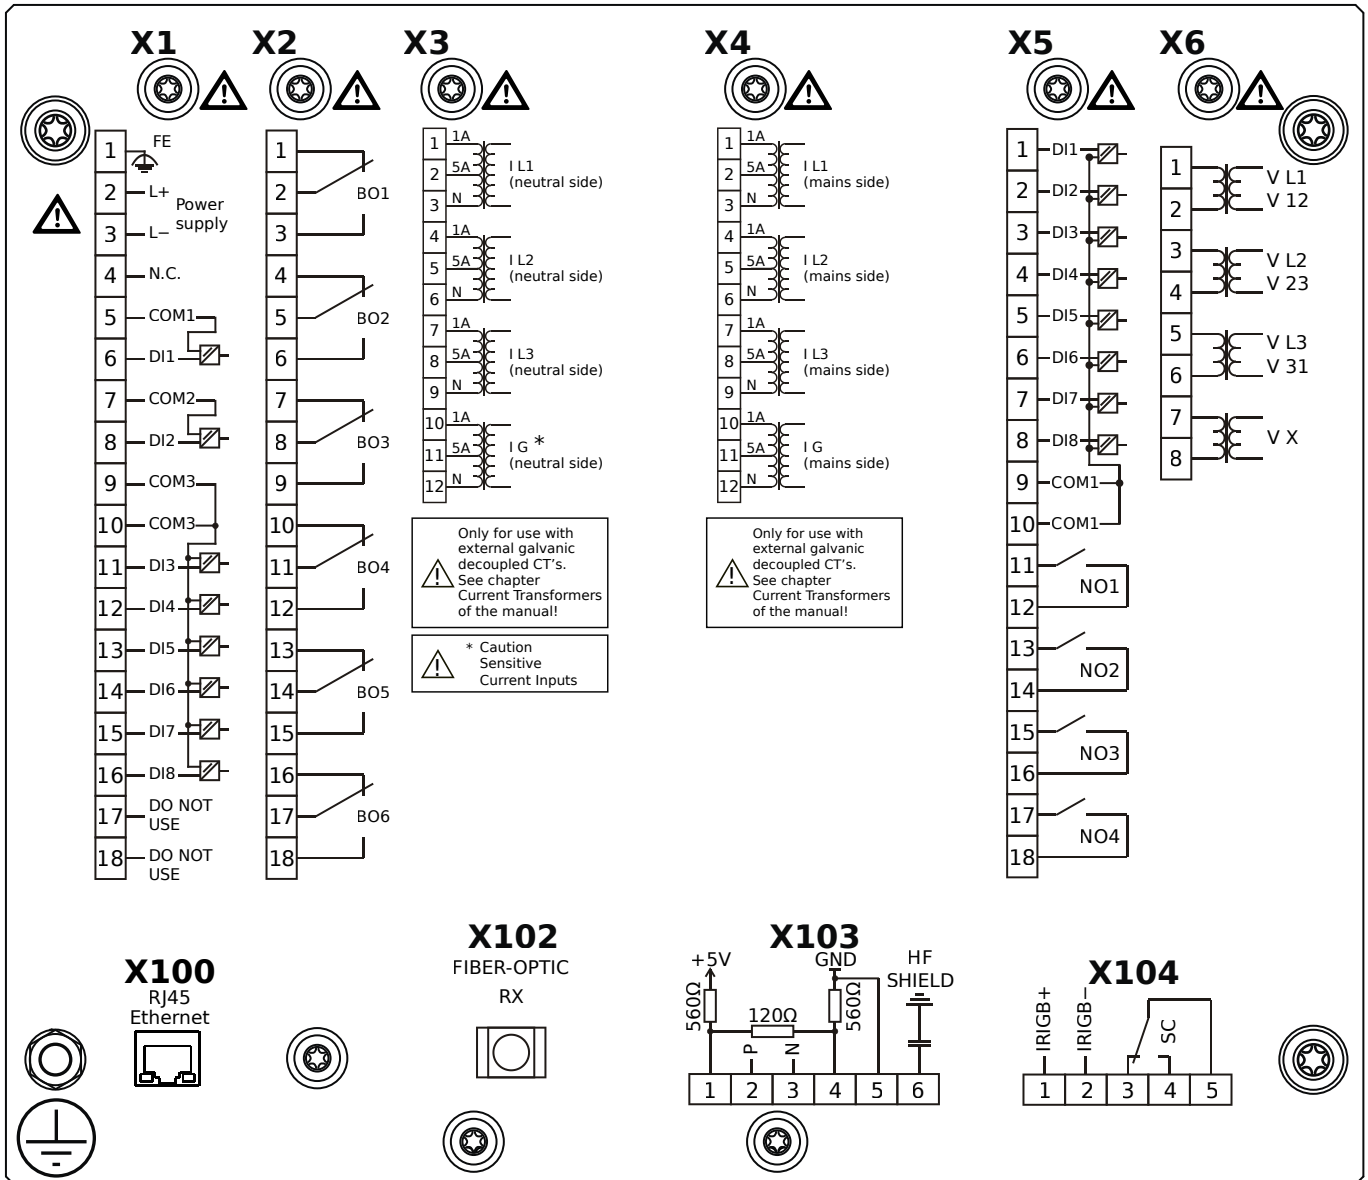 X1
1 FE
2 L+ Power
supply
3 L−
4 N.C.
5 COM1
6 DI1
7 COM2
8 DI2
9 COM3
10 COM3
11 DI3
12 DI4
13 DI5
14 DI6
15 DI7
16 DI8
17 DO NOT
USE
18 DO NOT
USE
X2
1
2 BO1
3
4
5 BO2
6
7
8 BO3
9
10
11 BO4
12
13
14 BO5
15
16
17 BO6
18
X3
1 1A
2 5A I L1
(neutral side)
3 N
4 1A
5 5A I L2
(neutral side)
6 N
7 1A
8 5A I L3
(neutral side)
9 N
10 1A
11 5A I G *
(neutral side)
12 N
Only for use with
external galvanic
decoupled CT’s.
See chapter
Current Transformers
of the manual!
* Caution
Sensitive
Current Inputs
X4
1 1A
2 5A I L1
(mains side)
3 N
4 1A
5 5A I L2
(mains side)
6 N
7 1A
8 5A I L3
(mains side)
9 N
10 1A
11 5A I G
(mains side)
12 N
Only for use with
external galvanic
decoupled CT’s.
See chapter
Current Transformers
of the manual!
X5
1 DI1
2 DI2
3 DI3
4 DI4
5 DI5
6 DI6
7 DI7
8 DI8
9 COM1
10 COM1
11
NO1
12
13
NO2
14
15
NO3
16
17
NO4
18
X6
1 V L1
2 V 12
3 V L2
4 V 23
5 V L3
6 V 31
7
V X
8
X100
RJ45
Ethernet
X102
FIBER-OPTIC
RX
X103
+5V GND HF
SHIELD
560Ω 120Ω 560Ω
P N
1 2 3 4 5 6
X104
IRIGB+ IRIGB− SC
1 2 3 4 5